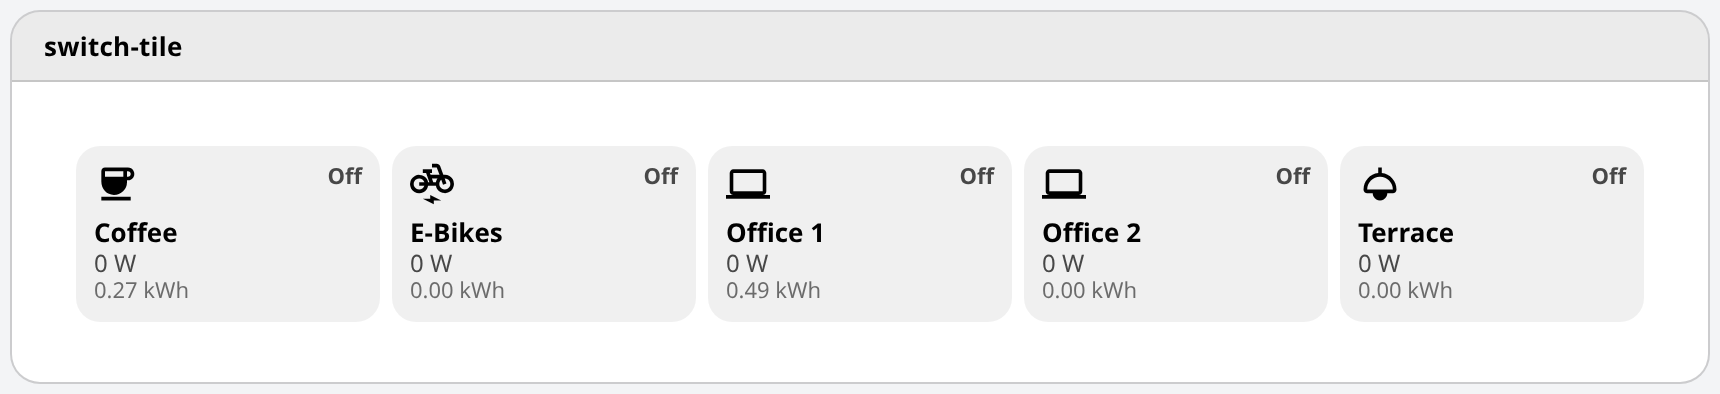 switch-tile
Off
Coffee
0 W
0.27 kWh
Off
E-Bikes
0 W
0.00 kWh
Off
Office 1
0 W
0.49 kWh
Off
Office 2
0 W
0.00 kWh
Off
Terrace
0 W
0.00 kWh